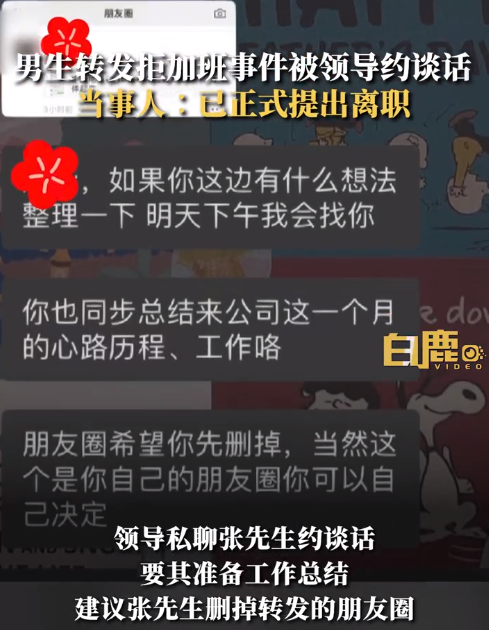 朋友圈
3小时前
男生转发拒加班事件被领导约谈话
当事人：已正式提出离职
，如果你这边有什么想法
整理一下 明天下午我会找你
你也同步总结来公司这一个月
的心路历程、工作咯
白鹿
VIDEO
朋友圈希望你先删掉，当然这
个是你自己的朋友圈你可以自
己决定
领导私聊张先生约谈话
要其准备工作总结
建议张先生删掉转发的朋友圈